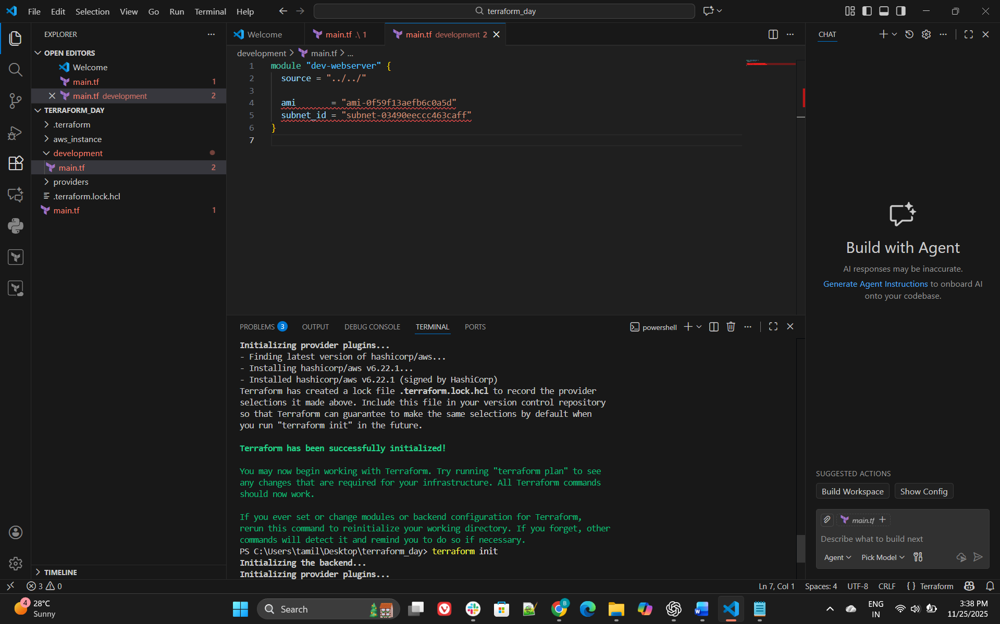 File Edit Selection View Go Run Terminal Help
terraform_day
EXPLORER
OPEN EDITORS
Welcome
main.tf 1
main.tf development 2
TERRAFORM_DAY
.terraform
aws_instance
development
main.tf 2
providers
.terraform.lock.hcl
main.tf 1
TIMELINE
Welcome
main.tf .\ 1
main.tf development 2
development > main.tf > ...
1 module "dev-webserver" {
2 source = "../../"
3
4 ami = "ami-0f59f13aefb6c0a5d"
5 subnet_id = "subnet-03490eeccc463caff"
6 }
7
PROBLEMS 3 OUTPUT DEBUG CONSOLE TERMINAL PORTS
powershell
Initializing provider plugins...
- Finding latest version of hashicorp/aws...
- Installing hashicorp/aws v6.22.1...
- Installed hashicorp/aws v6.22.1 (signed by HashiCorp)
Terraform has created a lock file .terraform.lock.hcl to record the provider
selections it made above. Include this file in your version control repository
so that Terraform can guarantee to make the same selections by default when
you run "terraform init" in the future.
Terraform has been successfully initialized!
You may now begin working with Terraform. Try running "terraform plan" to see
any changes that are required for your infrastructure. All Terraform commands
should now work.
If you ever set or change modules or backend configuration for Terraform,
rerun this command to reinitialize your working directory. If you forget, other
commands will detect it and remind you to do so if necessary.
PS C:\Users\tamil\Desktop\terraform_day> terraform init
Initializing the backend...
Initializing provider plugins...
CHAT
Build with Agent
AI responses may be inaccurate.
Generate Agent Instructions to onboard AI
onto your codebase.
SUGGESTED ACTIONS
Build Workspace Show Config
main.tf
Describe what to build next
Agent Pick Model
3 0
Ln 7, Col 1 Spaces: 4 UTF-8 CRLF { } Terraform
4
28°C
Sunny
Search
B
ENG
IN
3:38 PM
11/25/2025